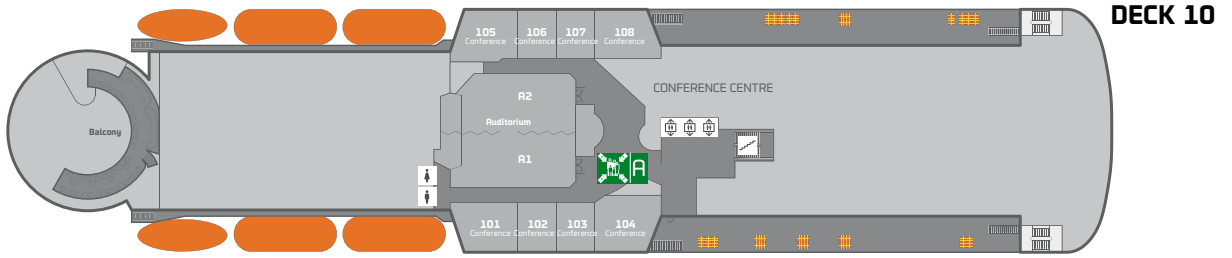 DECK 10
105
Conference
106
Conference
107
Conference
108
Conference
CONFERENCE CENTRE
A2
Balcony
Auditorium
A1
A
101
Conference
102
Conference
103
Conference
104
Conference